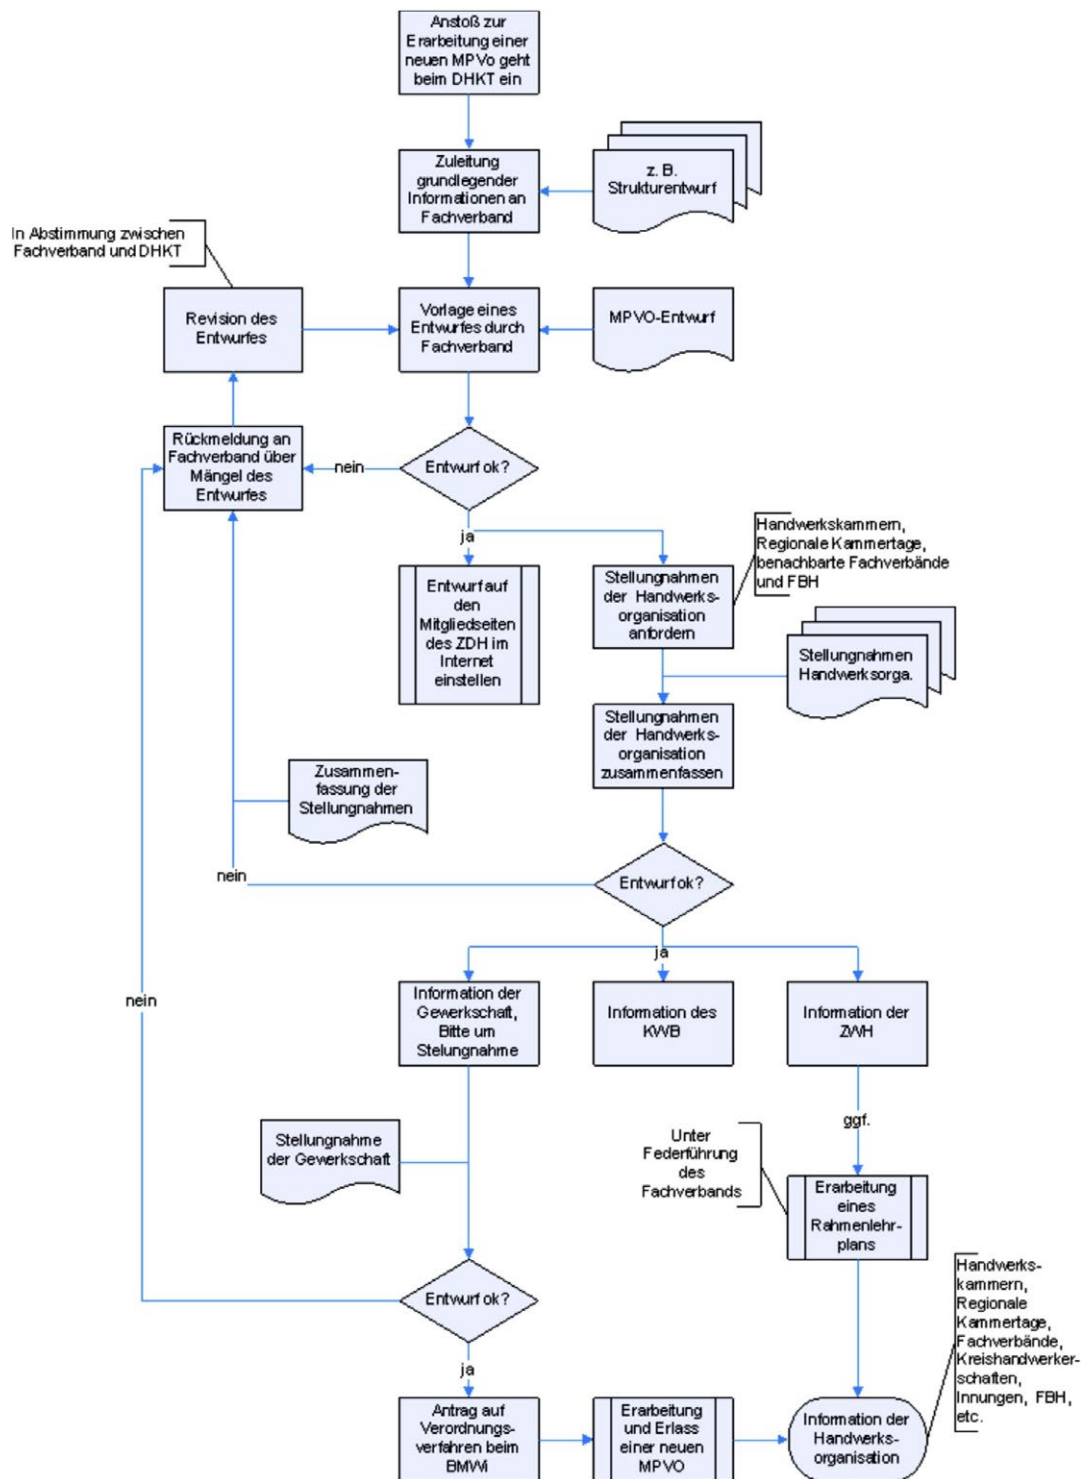 Anstoß zur
Erarbeitung einer
neuen MPVo geht
beim DHKT ein
Zuleitung
grundlegender
Informationen an
Fachverband
z. B.
Strukturentwurf
In Abstimmung zwischen
Fachverband und DHKT
Revision des
Entwurfes
Vorlage eines
Entwurfes durch
Fachverband
MPVO-Entwurf
Rückmeldung an
Fachverband über
Mängel des
Entwurfes
nein
Entwurf ok?
ja
Handwerkskammern,
Regionale Kammertage,
benachbarte Fachverbände
und FBH
Entwurf auf
den
Mitgliedseiten
des ZDH im
Internet
einstellen
Stellungnahmen
der Handwerks-
organisation
anfordern
Stellungnahmen
Handwerksorga.
Stellungnahmen
der Handwerks-
organisation
zusammenfassen
Zusammen-
fassung der
Stellungnahmen
nein
Entwurf ok?
ja
nein
Information der
Gewerkschaft,
Bitte um
Stelungnahme
Information des
KWB
Information der
ZWH
ggf.
Stellungnahme
der Gewerkschaft
Unter
Federführung
des
Fachverbands
Erarbeitung
eines
Rahmenlehr-
plans
Entwurf ok?
ja
Handwerks-
kammern,
Regionale
Kammertage,
Fachverbände,
Kreishandwerker-
schaften,
Innungen, FBH,
etc.
Antrag auf
Verordnungs-
verfahren beim
BMWi
Erarbeitung
und Erlass
einer neuen
MPVO
Information der
Handwerks-
organisation